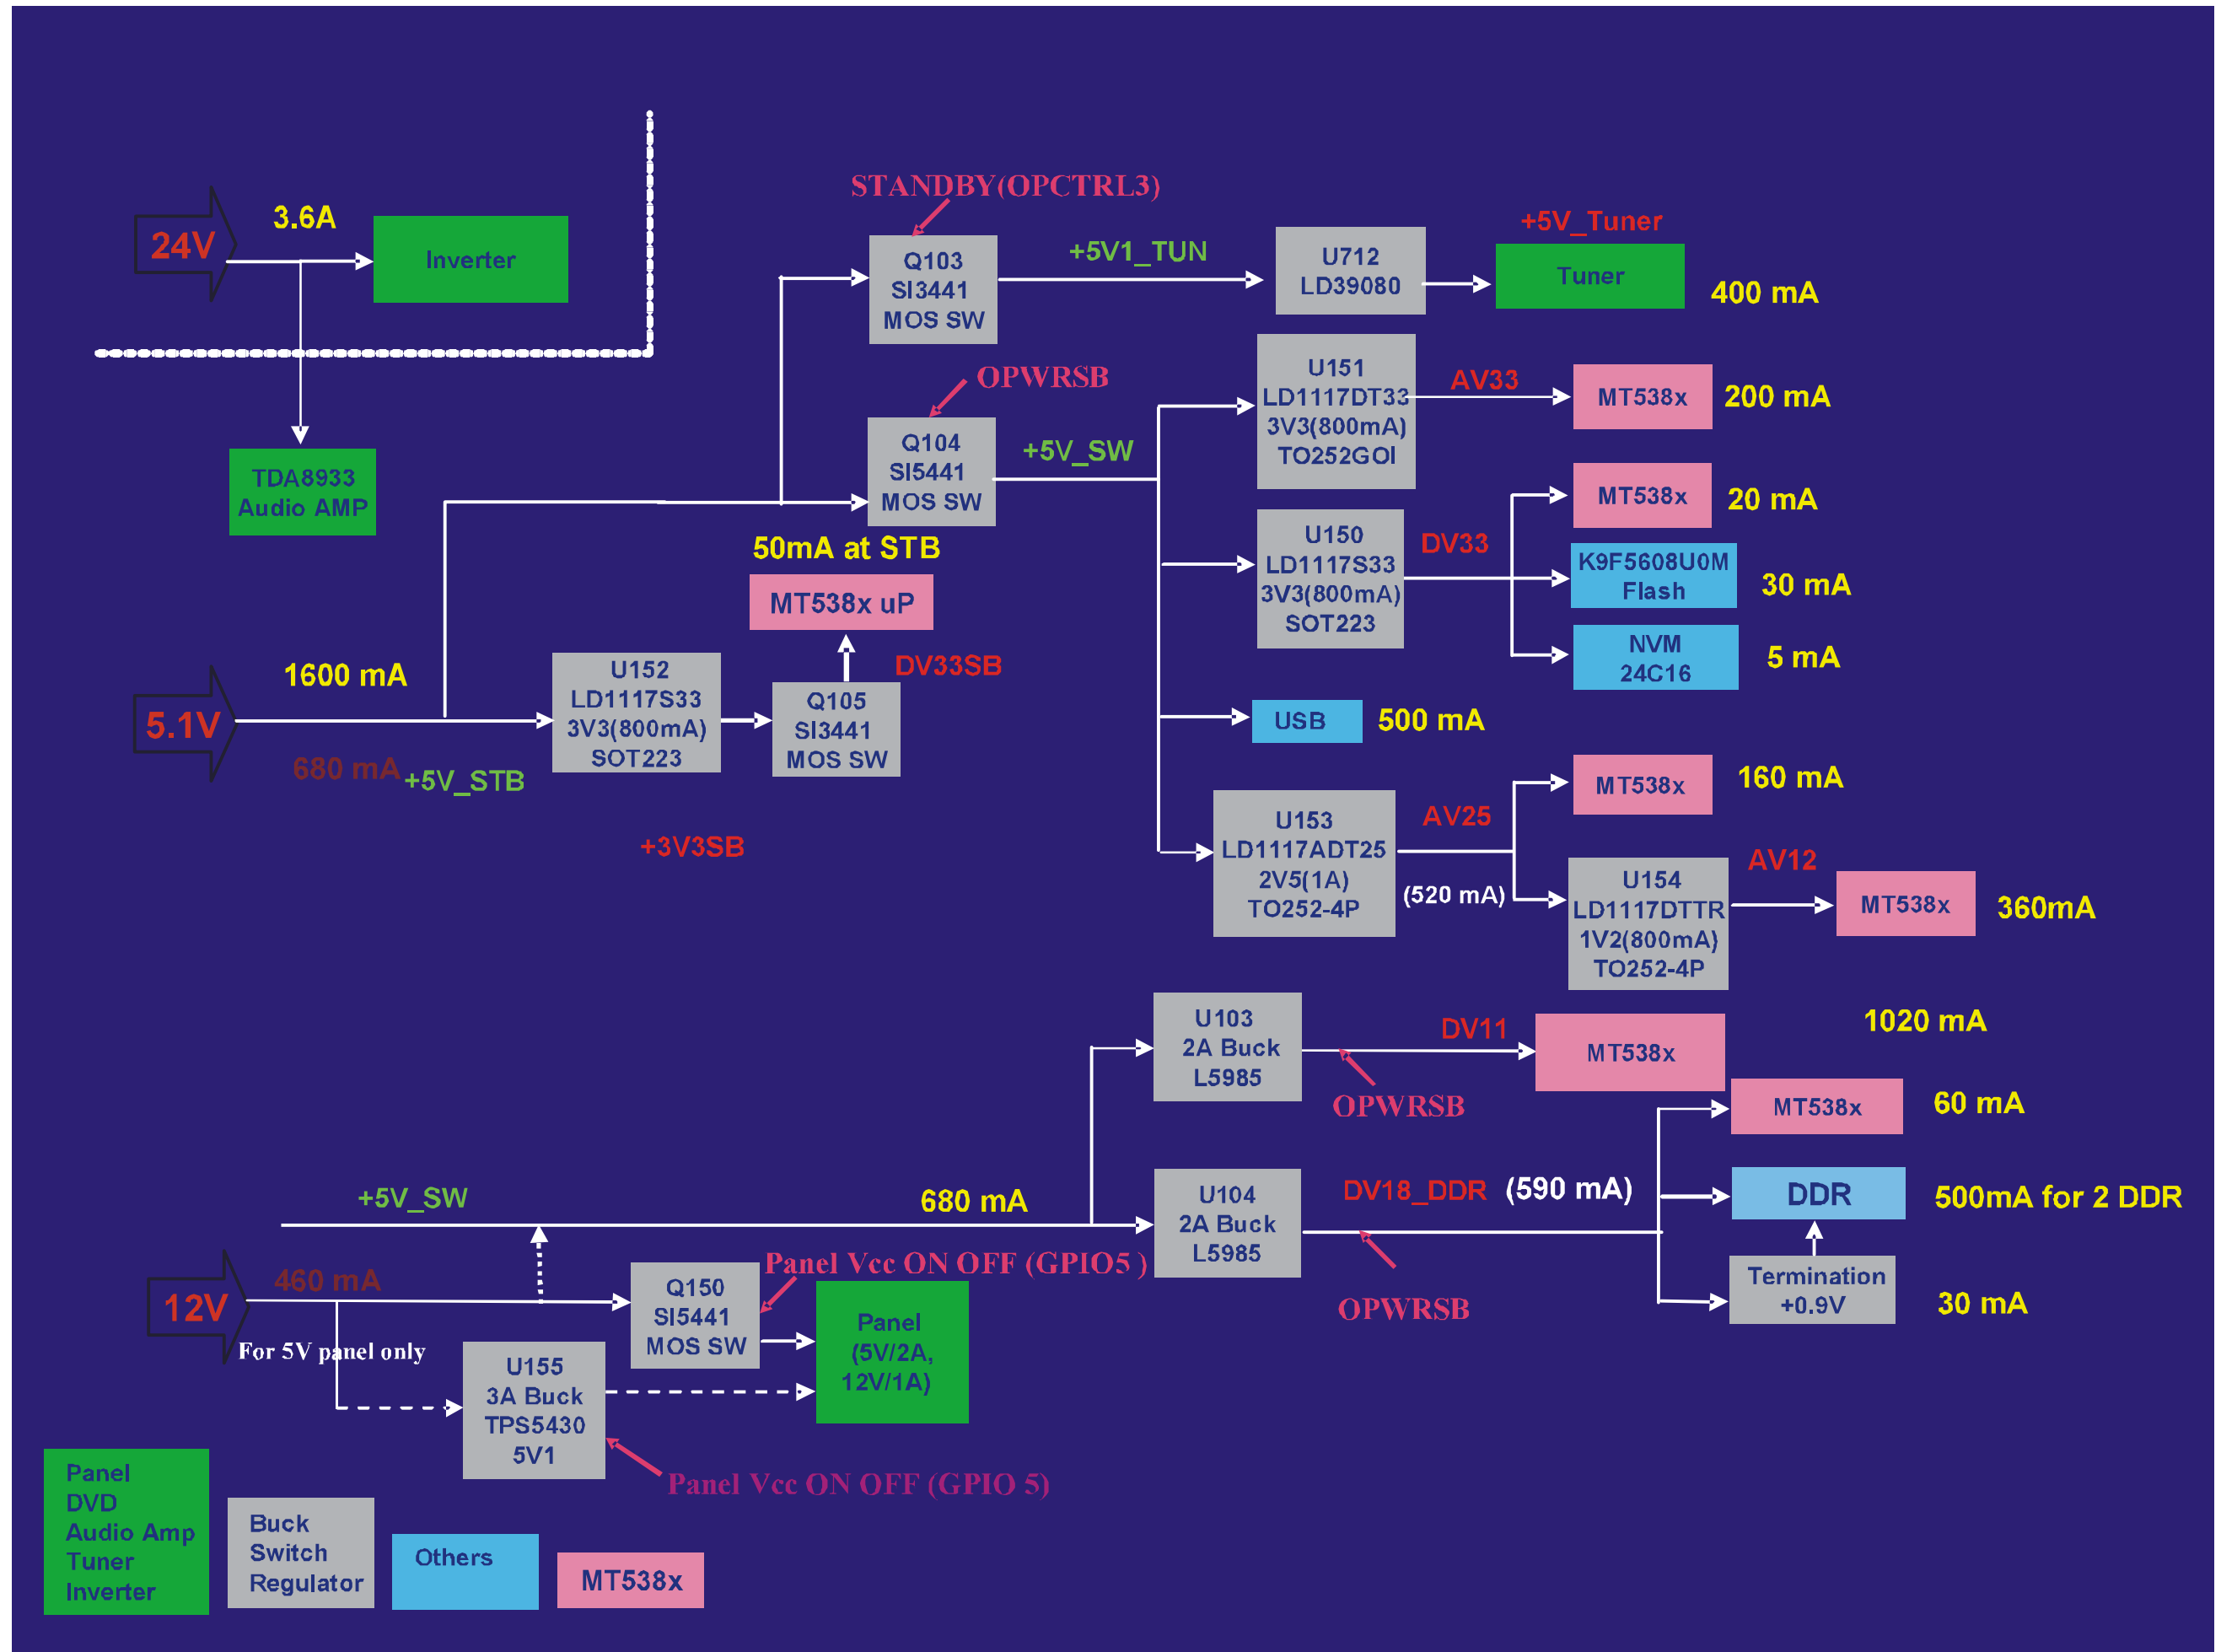 24V
3.6A
Inverter
TDA8933
Audio AMP
STANDBY(OPCTRL3)
Q103
SI3441
MOS SW
+5V1_TUN
U712
LD39080
+5V_Tuner
Tuner
400 mA
OPWRSB
Q104
SI5441
MOS SW
+5V_SW
U151
LD1117DT33
3V3(800mA)
TO252GOI
AV33
MT538x
200 mA
U150
LD1117S33
3V3(800mA)
SOT223
DV33
MT538x
20 mA
K9F5608U0M
Flash
30 mA
NVM
24C16
5 mA
50mA at STB
MT538x uP
DV33SB
5.1V
1600 mA
680 mA
+5V_STB
U152
LD1117S33
3V3(800mA)
SOT223
Q105
SI3441
MOS SW
+3V3SB
USB
500 mA
U153
LD1117ADT25
2V5(1A)
TO252-4P
AV25
(520 mA)
MT538x
160 mA
U154
LD1117DTTR
1V2(800mA)
TO252-4P
AV12
MT538x
360mA
U103
2A Buck
L5985
DV11
OPWRSB
MT538x
1020 mA
+5V_SW
680 mA
U104
2A Buck
L5985
DV18_DDR
(590 mA)
OPWRSB
MT538x
60 mA
DDR
500mA for 2 DDR
Termination
+0.9V
30 mA
12V
460 mA
For 5V panel only
Q150
SI5441
MOS SW
Panel Vcc ON OFF (GPIO5 )
Panel
(5V/2A,
12V/1A)
U155
3A Buck
TPS5430
5V1
Panel Vcc ON OFF (GPIO 5)
Panel
DVD
Audio Amp
Tuner
Inverter
Buck
Switch
Regulator
Others
MT538x